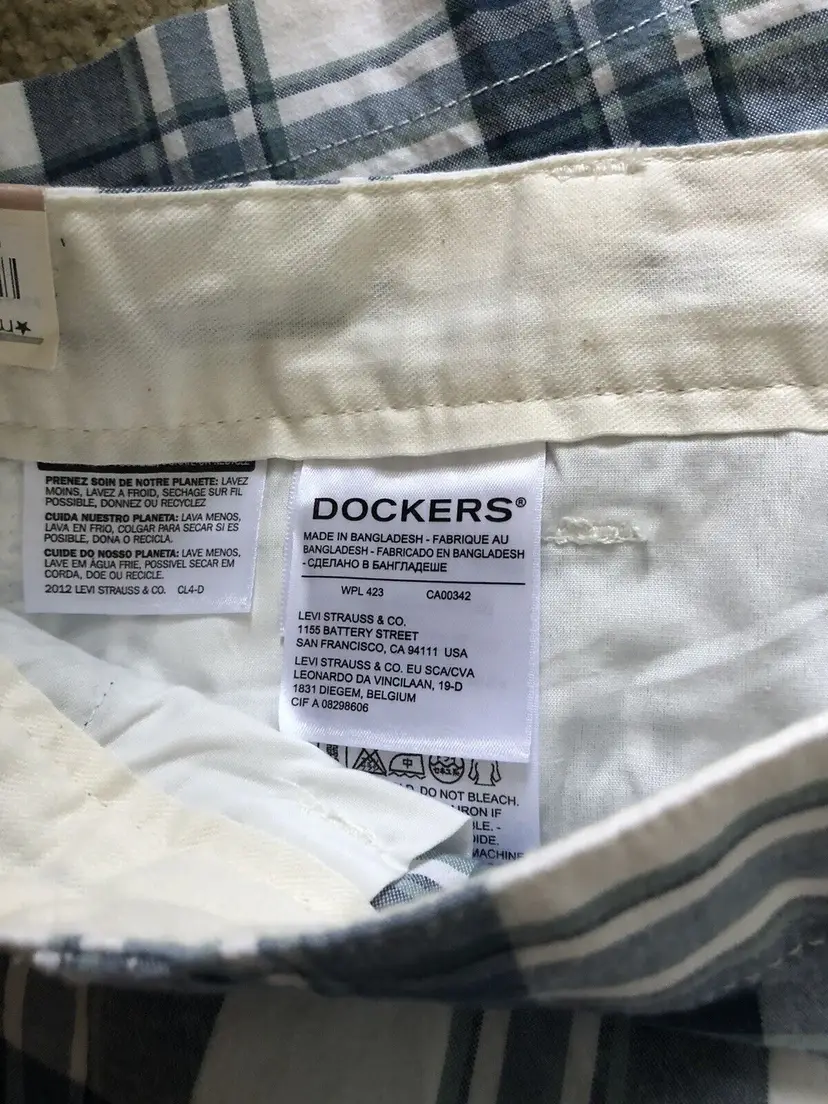 PRENEZ SOIN DE NOTRE PLANETE: LAVEZ
MOINS, LAVEZ A FROID, SECHAGE SUR FIL
POSSIBLE, DONNEZ OU RECYCLEZ
CUIDA NUESTRO PLANETA: LAVA MENOS,
LAVA EN FRIO, COLGAR PARA SECAR SI ES
POSIBLE, DONA O RECICLA.
CUIDE DO NOSSO PLANETA: LAVE MENOS,
LAVE EM ÁGUA FRIE, POSSIVEL SECAR EM
CORDA, DOE OU RECICLE.
2012 LEVI STRAUSS & CO. CL4-D
DOCKERS®
MADE IN BANGLADESH - FABRIQUE AU
BANGLADESH - FABRICADO EN BANGLADESH
- СДЕЛАНО В БАНГЛАДЕШЕ
WPL 423 CA00342
LEVI STRAUSS & CO.
1155 BATTERY STREET
SAN FRANCISCO, CA 94111 USA
LEVI STRAUSS & CO. EU SCA/CVA
LEONARDO DA VINCILAAN, 19-D
1831 DIEGEM, BELGIUM
CIF A 08298606
DO NOT BLEACH.
IRON IF
MACHINE